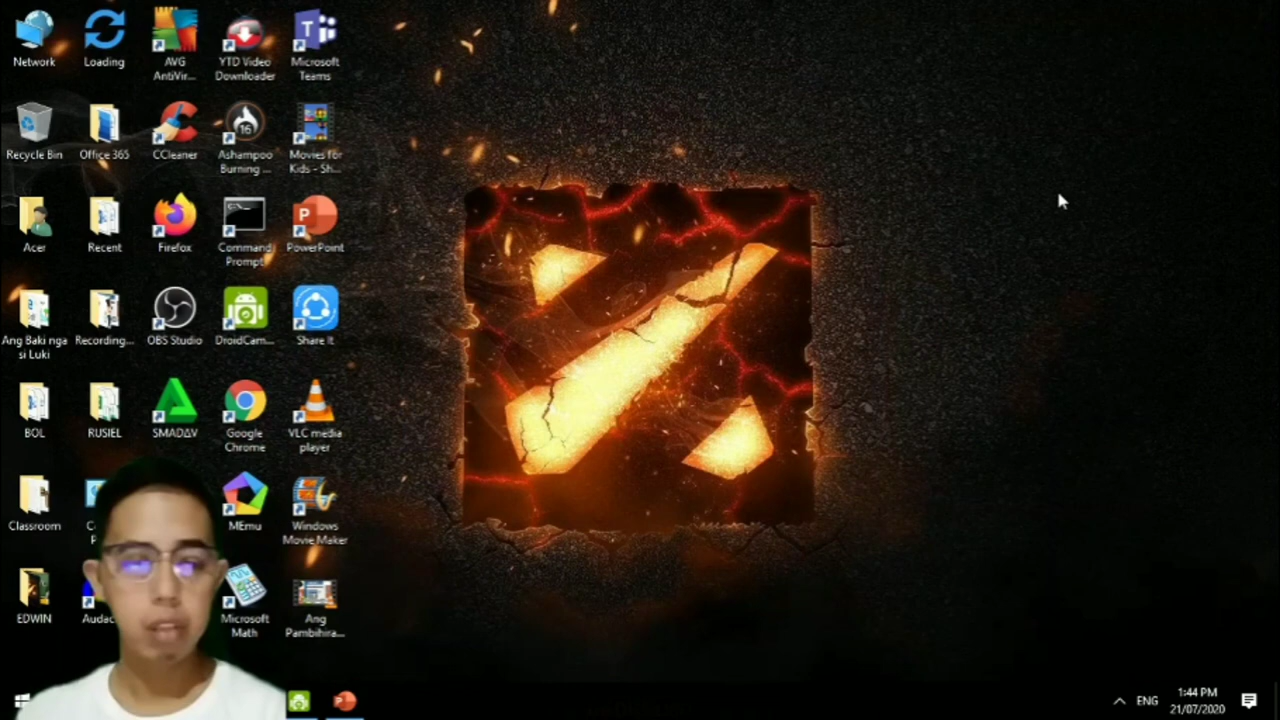 Network
Loading
AVG
AntiVir...
YTD Video
Downloader
Microsoft
Teams
Recycle Bin
Office 365
CCleaner
16
Ashampoo
Burning ...
Movies for
Kids - Sh...
Acer
Recent
Firefox
Command
Prompt
PowerPoint
Ang Baki nga
si Luki
Recording...
OBS Studio
DroidCam...
Share It
BOL
RUSIEL
SMADΔV
Google
Chrome
VLC media
player
Classroom
MEmu
Windows
Movie Maker
EDWIN
Microsoft
Math
Ang
Pambihira...
ENG
1:44 PM
21/07/2020